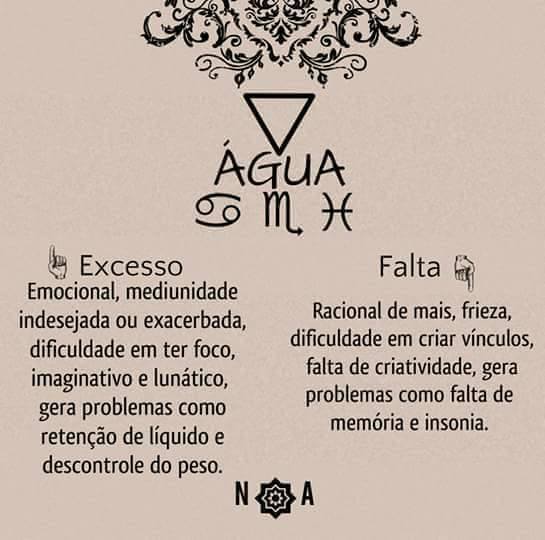 ÁGUA
♋ ♏ ♓
Excesso
Emocional, mediunidade
indesejada ou exacerbada,
dificuldade em ter foco,
imaginativo e lunático,
gera problemas como
retenção de líquido e
descontrole do peso.
Falta
Racional de mais, frieza,
dificuldade em criar vínculos,
falta de criatividade, gera
problemas como falta de
memória e insonia.
N A